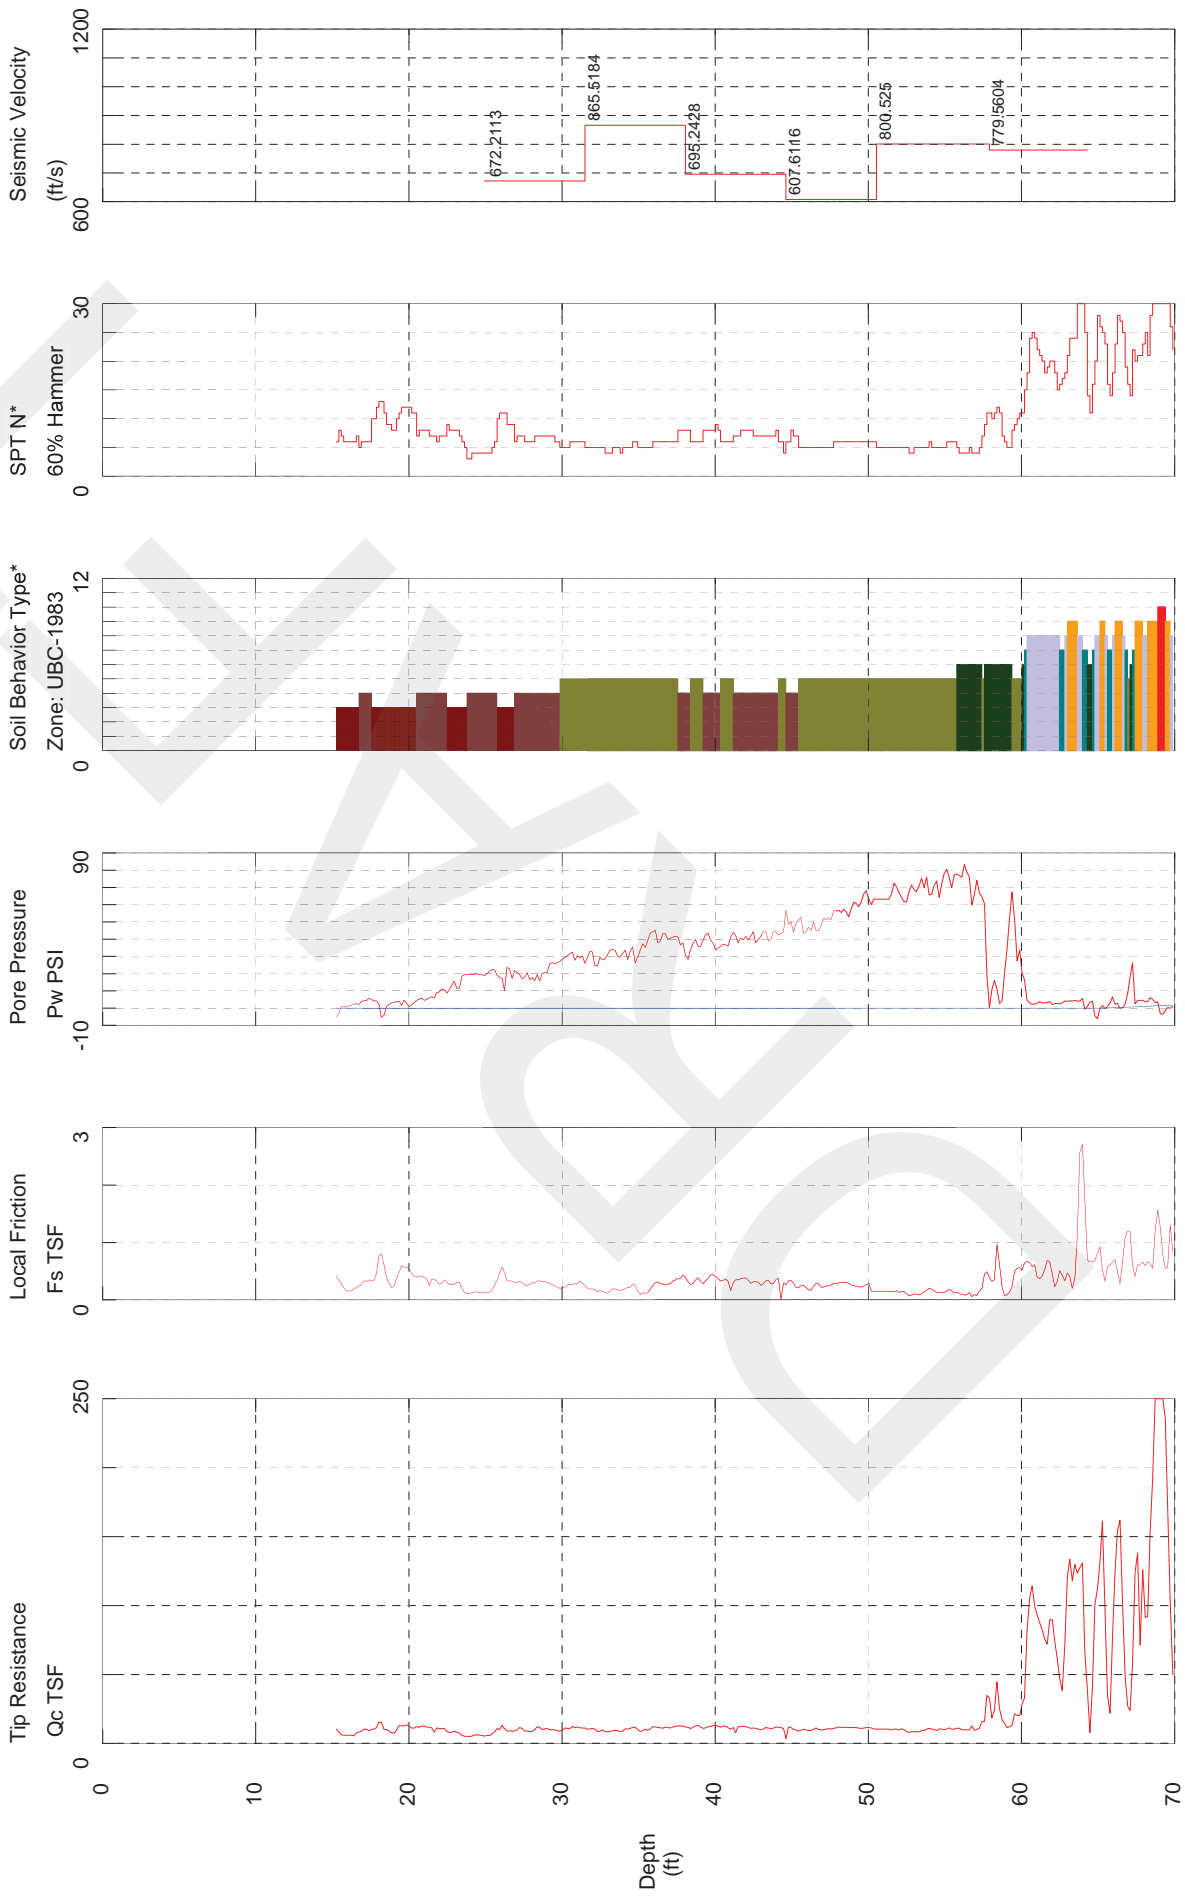 Tip Resistance
Qc TSF
0
250
Local Friction
Fs TSF
0
3
Pore Pressure
Pw PSI
-10
90
Soil Behavior Type*
Zone: UBC-1983
0
12
SPT N*
60% Hammer
0
30
Seismic Velocity
(ft/s)
600
1200
672.2113
865.5184
695.2428
607.6116
800.525
779.5604
0
10
20
30
40
50
60
70
Depth
(ft)
DRAFT